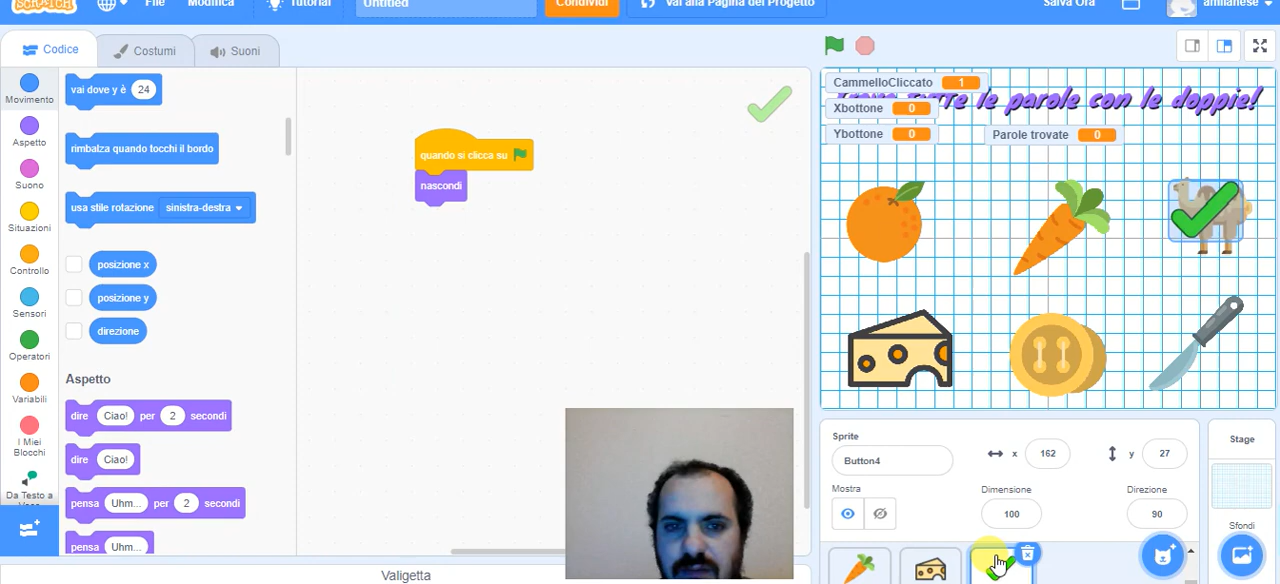 SCRATCH File Modifica Tutorial Untitled Condividi Vai alla Pagina del Progetto Salva Ora amilanese
Codice Costumi Suoni
Movimento
Aspetto
Suono
Situazioni
Controllo
Sensori
Operatori
Variabili
I Miei
Blocchi
Da Testo a
vai dove y è 24
rimbalza quando tocchi il bordo
usa stile rotazione sinistra-destra
posizione x
posizione y
direzione
Aspetto
dire Ciao! per 2 secondi
dire Ciao!
pensa Uhm... per 2 secondi
pensa Uhm...
quando si clicca su
nascondi
Valigetta
CammelloCliccato 1
tte le parole con le doppie!
Xbottone 0
Ybottone 0
Parole trovate 0
Sprite
Button4
x 162
y 27
Mostra
Dimensione
100
Direzione
90
Stage
Sfondi